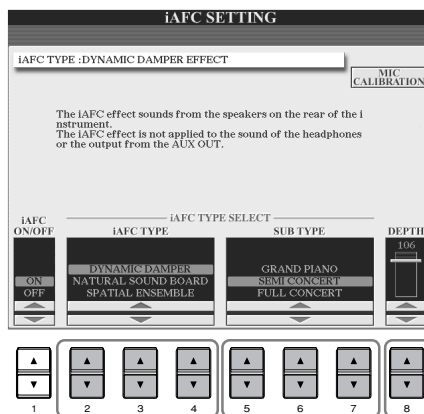 iAFC SETTING
iAFC TYPE :DYNAMIC DAMPER EFFECT
MIC
CALIBRATION
The iAFC effect sounds from the speakers on the rear of the i
nstrument.
The iAFC effect is not applied to the sound of the headphones
or the output from the AUX OUT.
iAFC TYPE SELECT
iAFC
ON/OFF
iAFC TYPE
SUB TYPE
DEPTH
106
ON
OFF
DYNAMIC DAMPER
NATURAL SOUND BOARD
SPATIAL ENSEMBLE
GRAND PIANO
SEMI CONCERT
FULL CONCERT
1 2 3 4 5 6 7 8